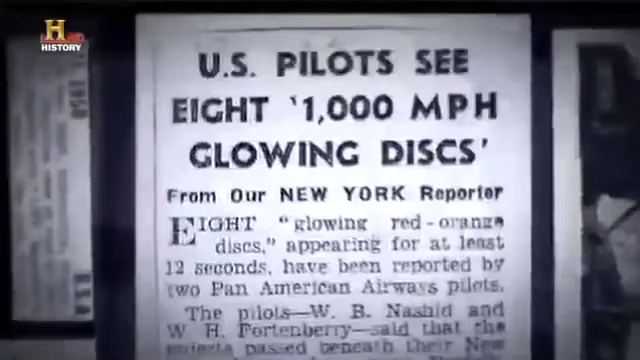 H
HISTORY
U.S. PILOTS SEE
EIGHT '1,000 MPH
GLOWING DISCS'
From Our NEW YORK Reporter
EIGHT "glowing red-orange
discs," appearing for at least
12 seconds, have been reported by
two Pan American Airways pilots.
The pilots—W. B. Nashid and
W. H. Fortenberry—said that the
passed beneath their New